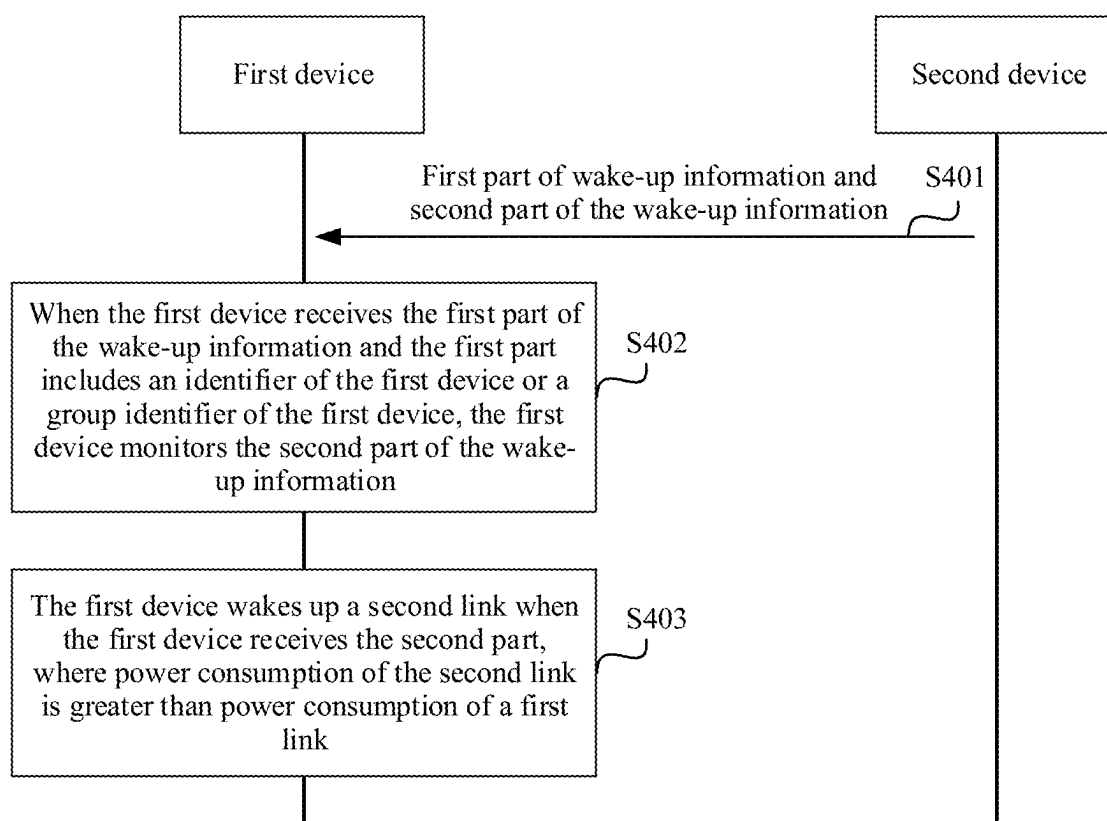 First device
Second device
First part of wake-up information and
second part of the wake-up information
S401
When the first device receives the first part of
the wake-up information and the first part
includes an identifier of the first device or a
group identifier of the first device, the first
device monitors the second part of the wake-
up information
S402
The first device wakes up a second link when
the first device receives the second part,
where power consumption of the second link
is greater than power consumption of a first
link
S403